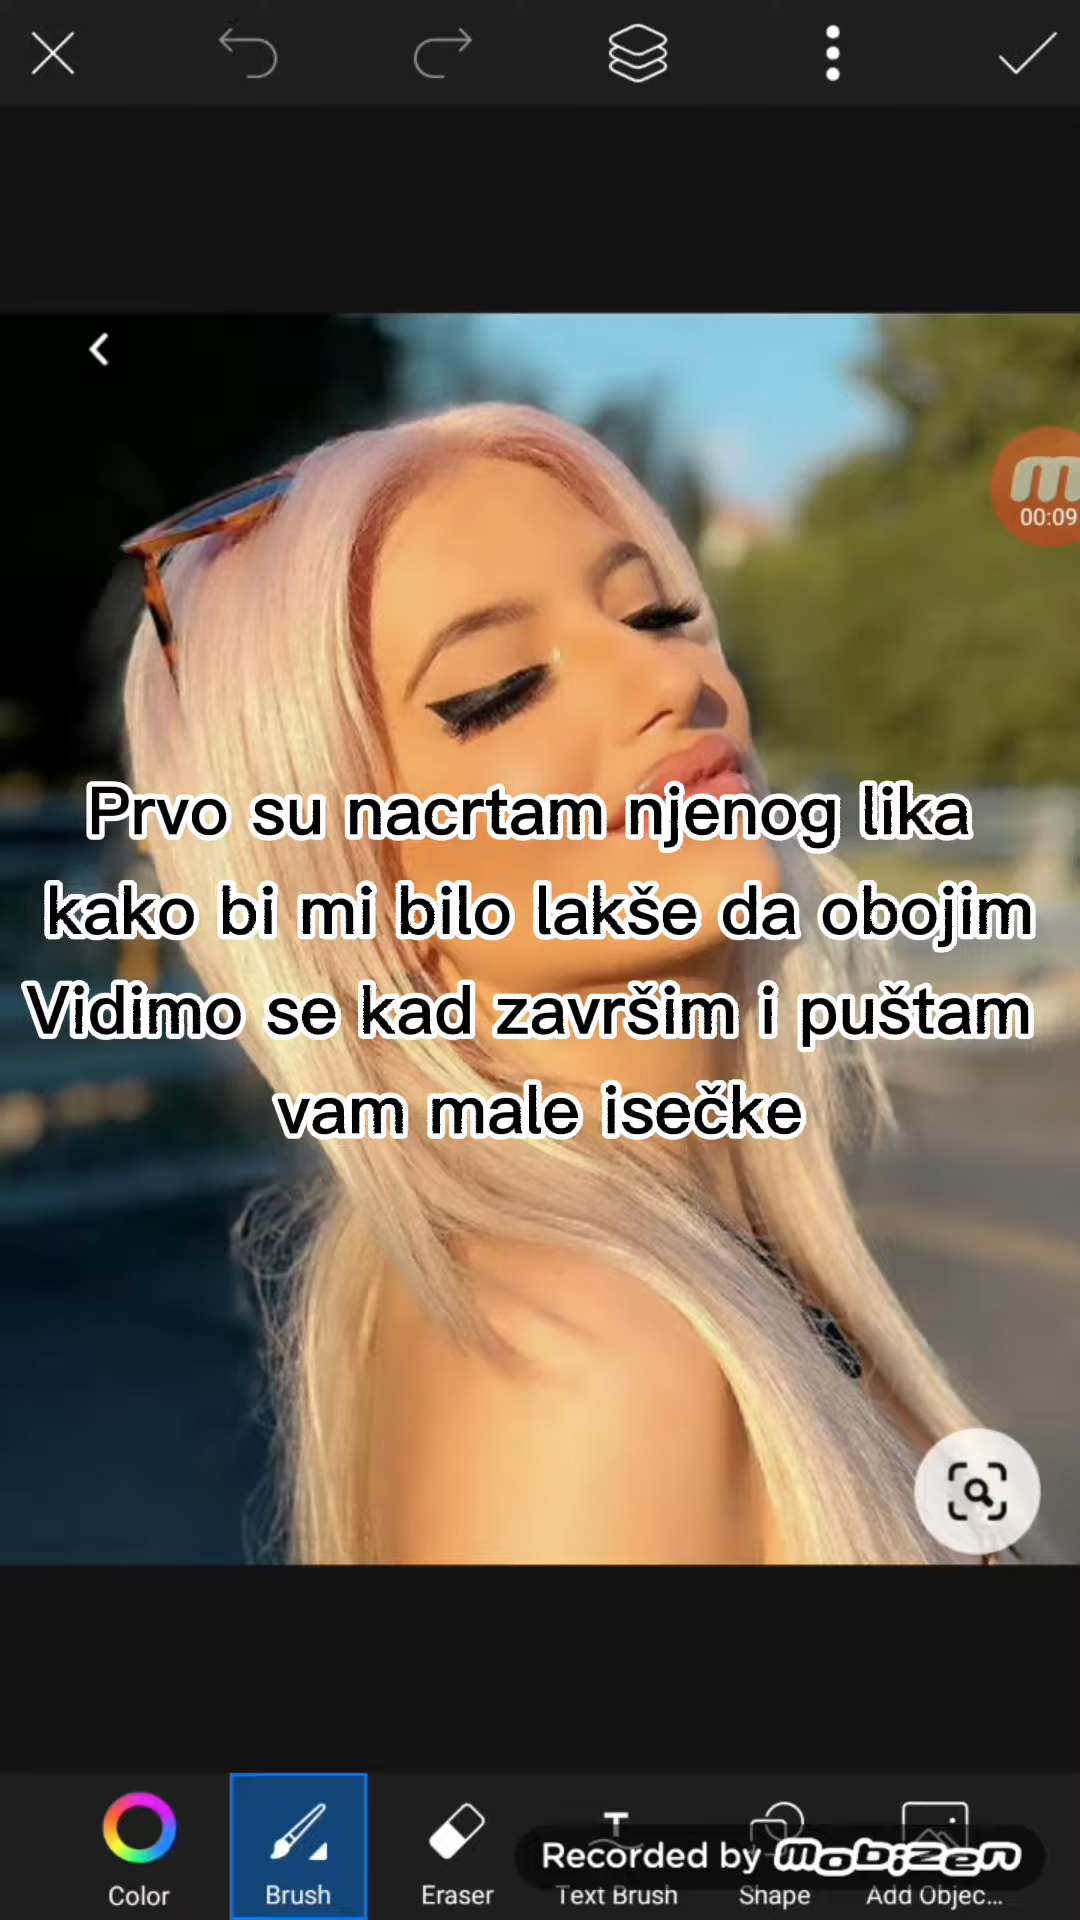 00:09
Prvo su nacrtam njenog lika
kako bi mi bilo lakše da obojim
Vidimo se kad završim i puštam
vam male isečke
Recorded by mobizen
Color
Brush
Eraser
Text Brush
Shape
Add Objec...